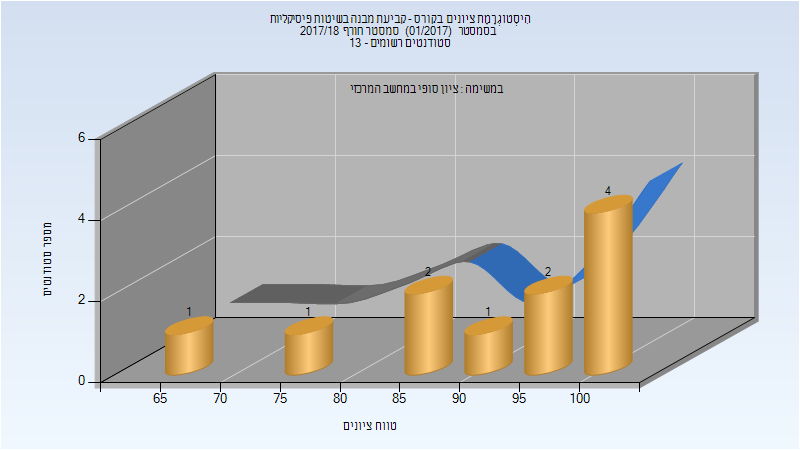 היסטוגרמת ציונים בקורס - קביעת מבנה בשיטות פיסיקליות
בסמסטר (01/2017) סמסטר חורף 2017/18
סטודנטים רשומים - 13
במשימה : ציון סופי במחשב המרכזי
6
4
2
0
מספר סטודנטים
1
1
2
1
2
4
65 70 75 80 85 90 95 100
טווח ציונים